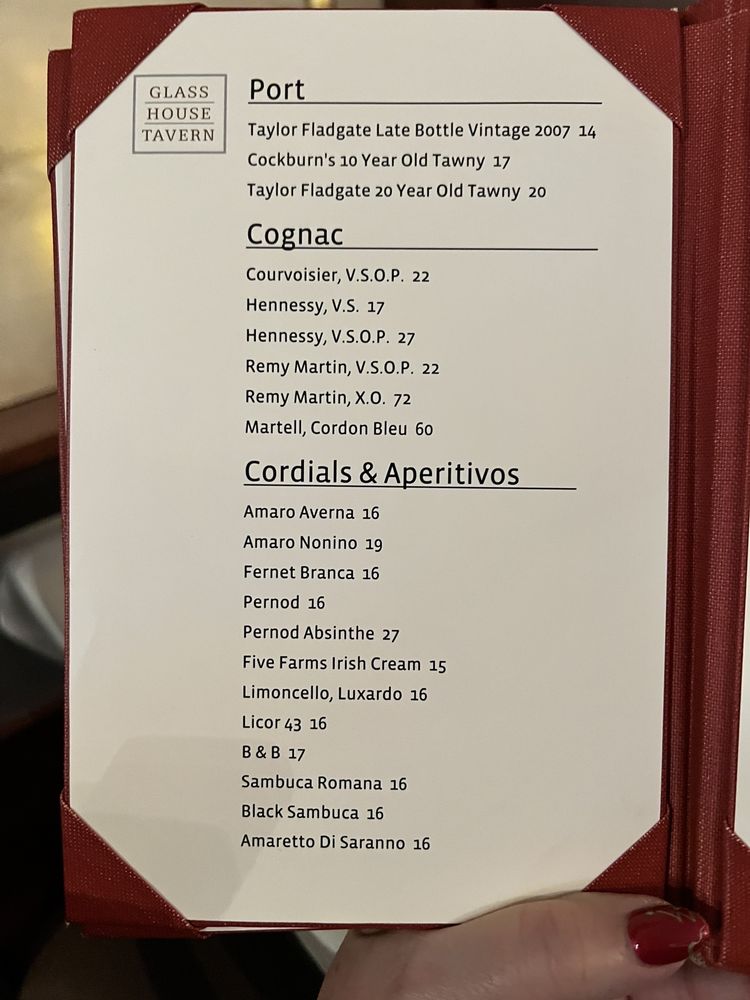 GLASS
HOUSE
TAVERN
Port
Taylor Fladgate Late Bottle Vintage 2007 14
Cockburn's 10 Year Old Tawny 17
Taylor Fladgate 20 Year Old Tawny 20
Cognac
Courvoisier, V.S.O.P. 22
Hennessy, V.S. 17
Hennessy, V.S.O.P. 27
Remy Martin, V.S.O.P. 22
Remy Martin, X.O. 72
Martell, Cordon Bleu 60
Cordials & Aperitivos
Amaro Averna 16
Amaro Nonino 19
Fernet Branca 16
Pernod 16
Pernod Absinthe 27
Five Farms Irish Cream 15
Limoncello, Luxardo 16
Licor 43 16
B & B 17
Sambuca Romana 16
Black Sambuca 16
Amaretto Di Saranno 16